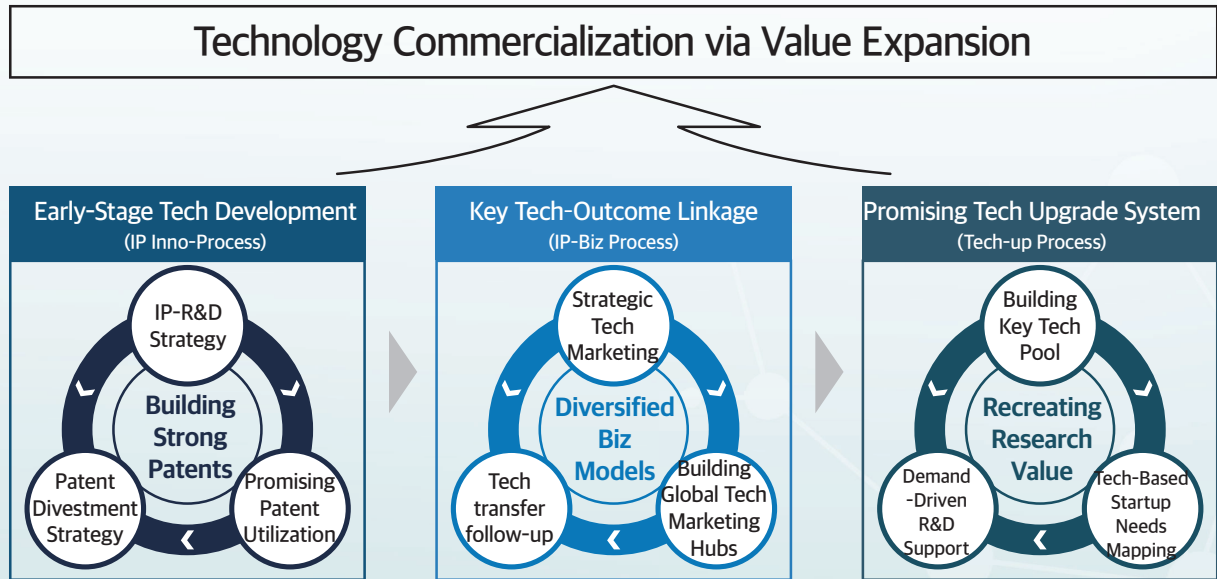 Technology Commercialization via Value Expansion
Early-Stage Tech Development
(IP Inno-Process)
IP-R&D
Strategy
Building
Strong
Patents
Patent
Divestment
Strategy
Promising
Patent
Utilization
Key Tech-Outcome Linkage
(IP-Biz Process)
Strategic
Tech
Marketing
Diversified
Biz
Models
Tech
transfer
follow-up
Building
Global Tech
Marketing
Hubs
Promising Tech Upgrade System
(Tech-up Process)
Building
Key Tech
Pool
Recreating
Research
Value
Demand
-Driven
R&D
Support
Tech-Based
Startup
Needs
Mapping